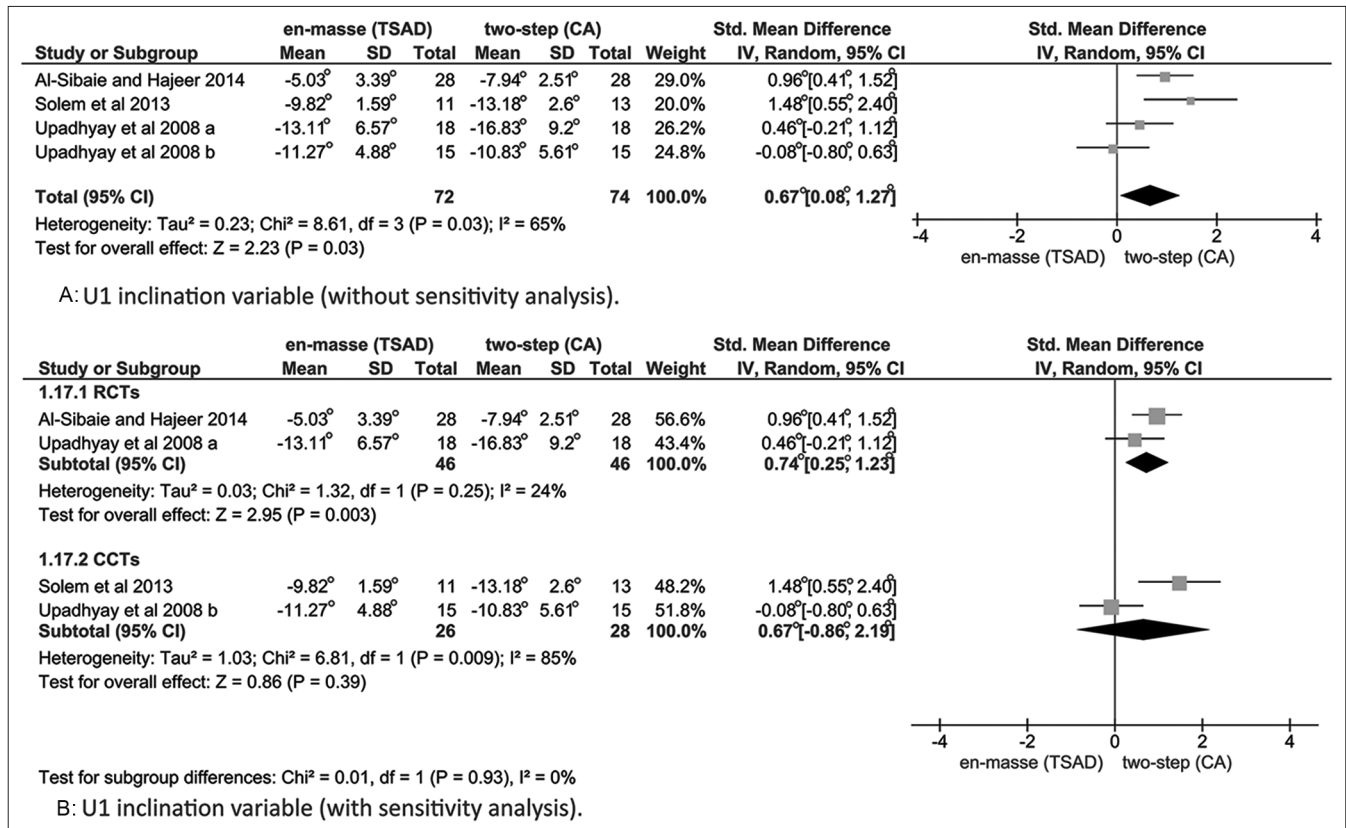 en-masse (TSAD) two-step (CA) Std. Mean Difference Std. Mean Difference
Study or Subgroup Mean SD Total Mean SD Total Weight IV, Random, 95% CI IV, Random, 95% CI
Al-Sibaie and Hajeer 2014 -5.03° 3.39° 28 -7.94° 2.51° 28 29.0% 0.96°[0.41°, 1.52°]
Solem et al 2013 -9.82° 1.59° 11 -13.18° 2.6° 13 20.0% 1.48°[0.55°, 2.40°]
Upadhyay et al 2008 a -13.11° 6.57° 18 -16.83° 9.2° 18 26.2% 0.46°[-0.21°, 1.12°]
Upadhyay et al 2008 b -11.27° 4.88° 15 -10.83° 5.61° 15 24.8% -0.08°[-0.80°, 0.63°]
Total (95% CI) 72 74 100.0% 0.67°[0.08°, 1.27°]
Heterogeneity: Tau² = 0.23; Chi² = 8.61, df = 3 (P = 0.03); I² = 65%
Test for overall effect: Z = 2.23 (P = 0.03)
-4 -2 0 2 4
en-masse (TSAD) two-step (CA)
A: U1 inclination variable (without sensitivity analysis).
en-masse (TSAD) two-step (CA) Std. Mean Difference Std. Mean Difference
Study or Subgroup Mean SD Total Mean SD Total Weight IV, Random, 95% CI IV, Random, 95% CI
1.17.1 RCTs
Al-Sibaie and Hajeer 2014 -5.03° 3.39° 28 -7.94° 2.51° 28 56.6% 0.96°[0.41°, 1.52°]
Upadhyay et al 2008 a -13.11° 6.57° 18 -16.83° 9.2° 18 43.4% 0.46°[-0.21°, 1.12°]
Subtotal (95% CI) 46 46 100.0% 0.74°[0.25°, 1.23°]
Heterogeneity: Tau² = 0.03; Chi² = 1.32, df = 1 (P = 0.25); I² = 24%
Test for overall effect: Z = 2.95 (P = 0.003)
1.17.2 CCTs
Solem et al 2013 -9.82° 1.59° 11 -13.18° 2.6° 13 48.2% 1.48°[0.55°, 2.40°]
Upadhyay et al 2008 b -11.27° 4.88° 15 -10.83° 5.61° 15 51.8% -0.08°[-0.80°, 0.63°]
Subtotal (95% CI) 26 28 100.0% 0.67°[-0.86°, 2.19°]
Heterogeneity: Tau² = 1.03; Chi² = 6.81, df = 1 (P = 0.009); I² = 85%
Test for overall effect: Z = 0.86 (P = 0.39)
-4 -2 0 2 4
en-masse (TSAD) two-step (CA)
Test for subgroup differences: Chi² = 0.01, df = 1 (P = 0.93), I² = 0%
B: U1 inclination variable (with sensitivity analysis).